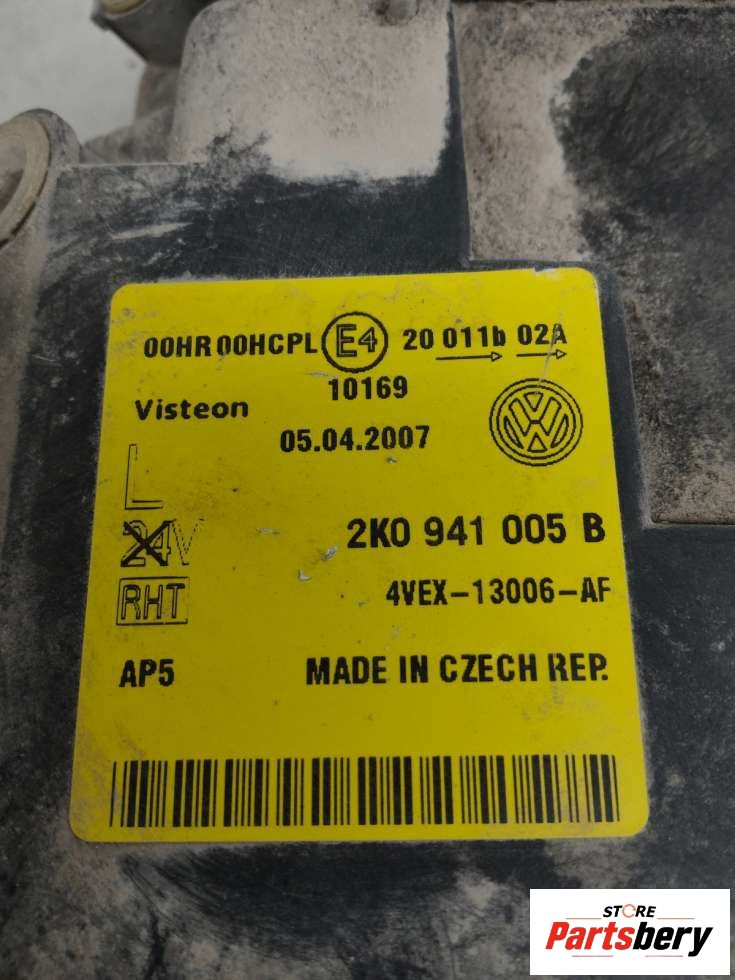 00HR 00HCPL E4 20 011b 02A
10169
Visteon
05.04.2007
VW
L
24V
2K0 941 005 B
RHT
4VEX-13006-AF
AP5
MADE IN CZECH REP.
STORE
Partsbery